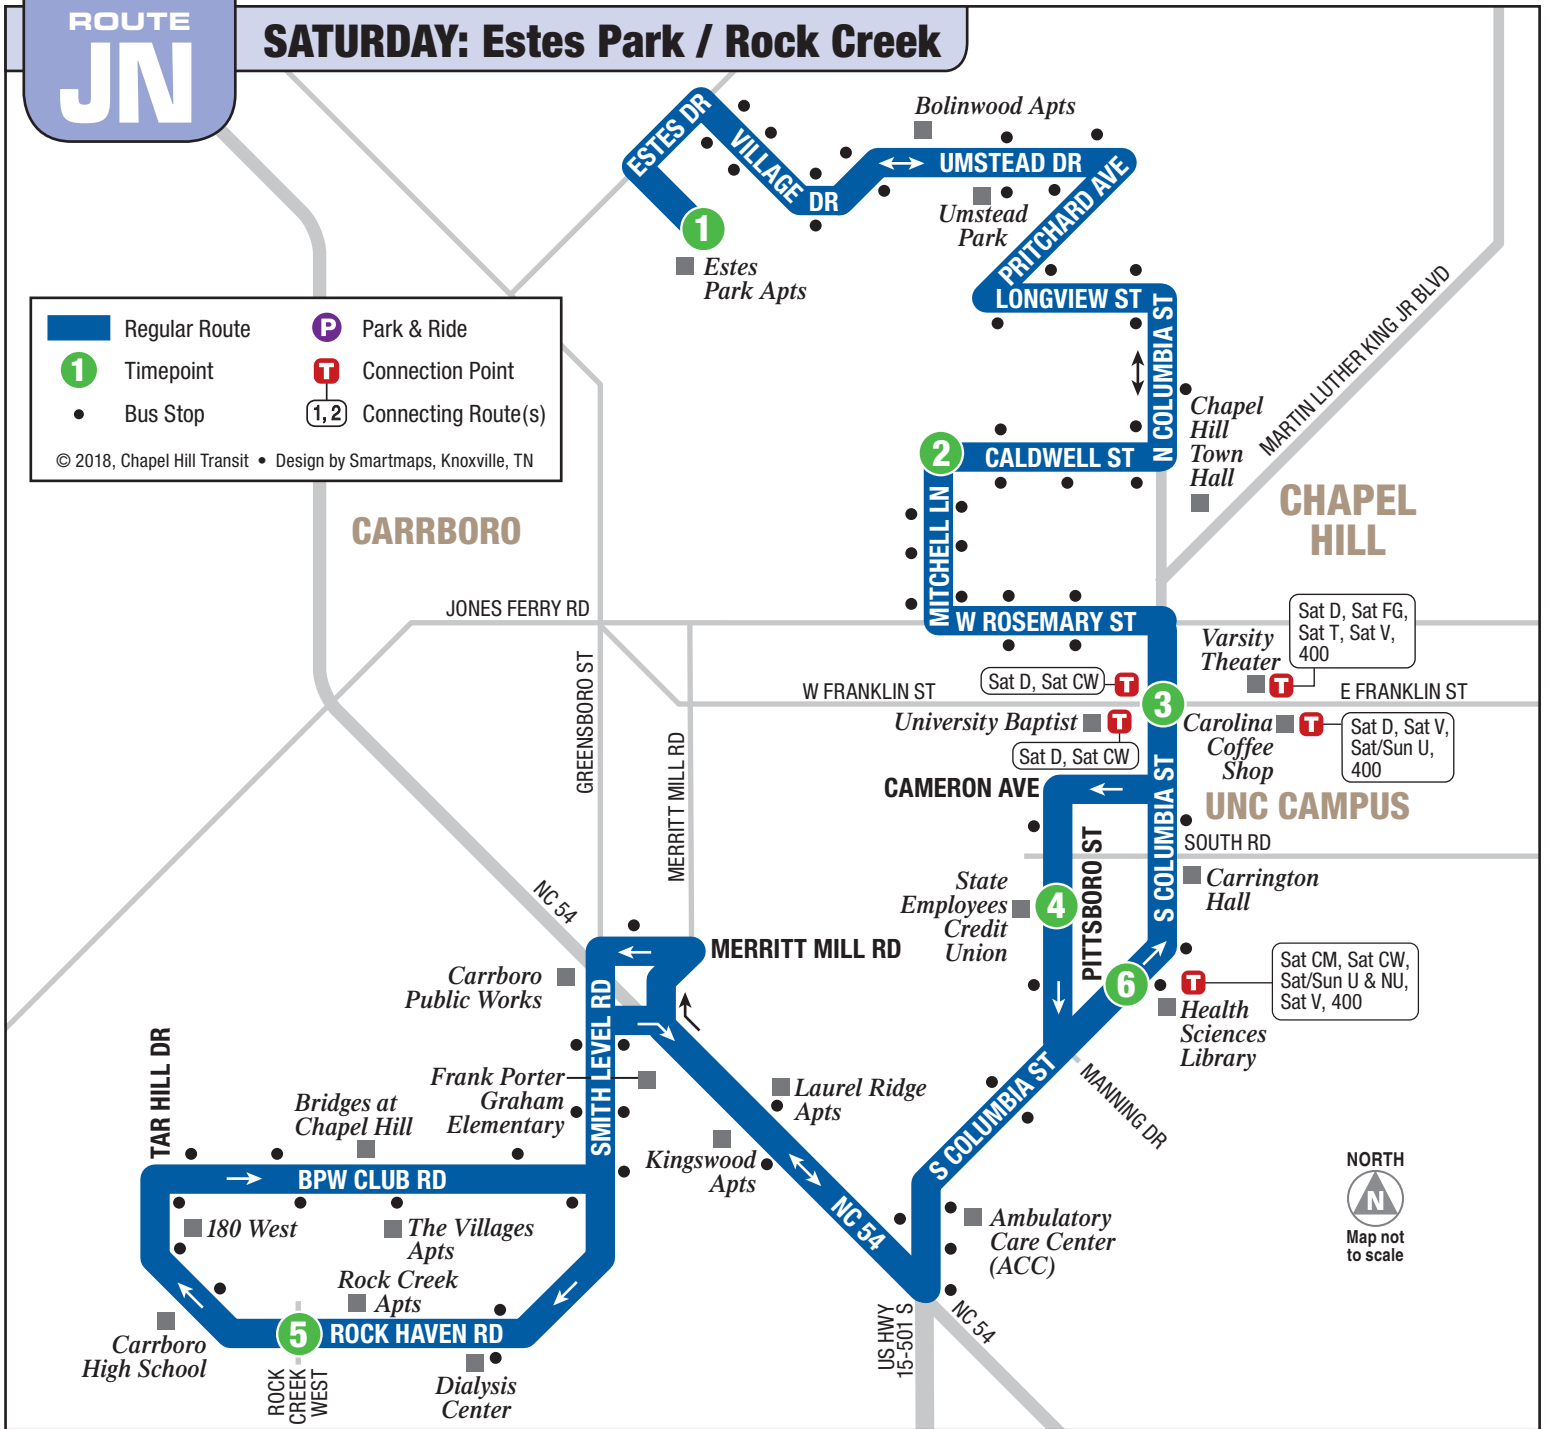 ROUTE
JN
SATURDAY: Estes Park / Rock Creek
ESTES DR
VILLAGE
DR
Bolinwood Apts
UMSTEAD DR
Umstead
Park
PRITCHARD AVE
1
Estes
Park Apts
LONGVIEW ST
N COLUMBIA ST
MARTIN LUTHER KING JR BLVD
Regular Route
1
Timepoint
Bus Stop
P
Park & Ride
T
Connection Point
1, 2
Connecting Route(s)
© 2018, Chapel Hill Transit • Design by Smartmaps, Knoxville, TN
Chapel
Hill
Town
Hall
2
CALDWELL ST
MITCHELL LN
CARRBORO
CHAPEL
HILL
JONES FERRY RD
W ROSEMARY ST
Varsity
Theater
T
Sat D, Sat FG,
Sat T, Sat V,
400
GREENSBORO ST
MERRITT MILL RD
W FRANKLIN ST
Sat D, Sat CW
T
3
E FRANKLIN ST
University Baptist
T
Sat D, Sat CW
Carolina
Coffee
Shop
T
Sat D, Sat V,
Sat/Sun U,
400
CAMERON AVE
S COLUMBIA ST
UNC CAMPUS
PITTSBORO ST
SOUTH RD
State
Employees
Credit
Union
4
Carrington
Hall
NC 54
MERRITT MILL RD
6
T
Sat CM, Sat CW,
Sat/Sun U & NU,
Sat V, 400
Health
Sciences
Library
Carrboro
Public Works
SMITH LEVEL RD
TAR HILL DR
Frank Porter
Graham
Elementary
Bridges at
Chapel Hill
Laurel Ridge
Apts
S COLUMBIA ST
MANNING DR
Kingswood
Apts
BPW CLUB RD
NC 54
180 West
The Villages
Apts
Ambulatory
Care Center
(ACC)
NORTH
N
Map not
to scale
Rock Creek
Apts
5
ROCK HAVEN RD
Carrboro
High School
ROCK
CREEK
WEST
Dialysis
Center
US HWY
15-501 S
NC 54